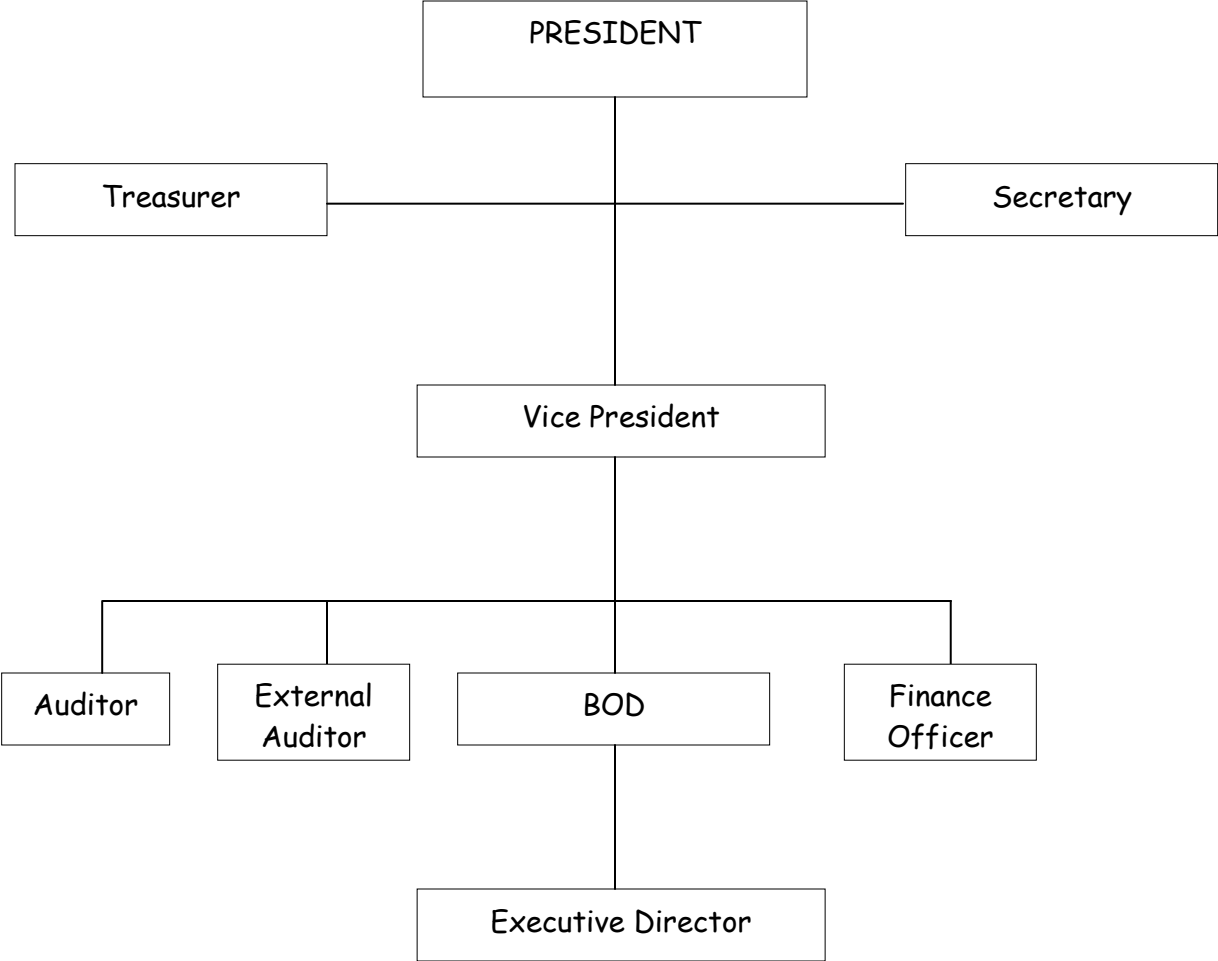 PRESIDENT
Treasurer
Secretary
Vice President
Auditor
External
Auditor
BOD
Finance
Officer
Executive Director